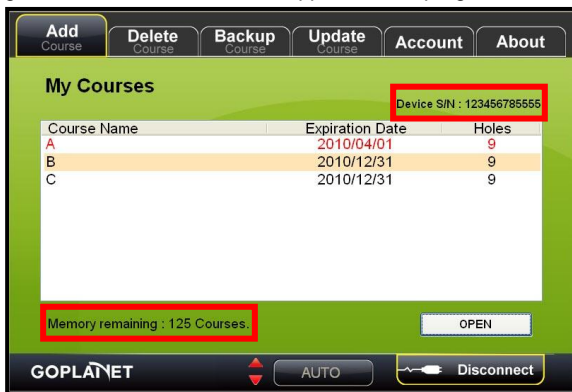 Add Delete Backup Update Account About
Course Course Course Course
My Courses
Device S/N : 123456785555
Course Name Expiration Date Holes
A 2010/04/01 9
B 2010/12/31 9
C 2010/12/31 9
Memory remaining : 125 Courses.
OPEN
GOPLANET AUTO Disconnect